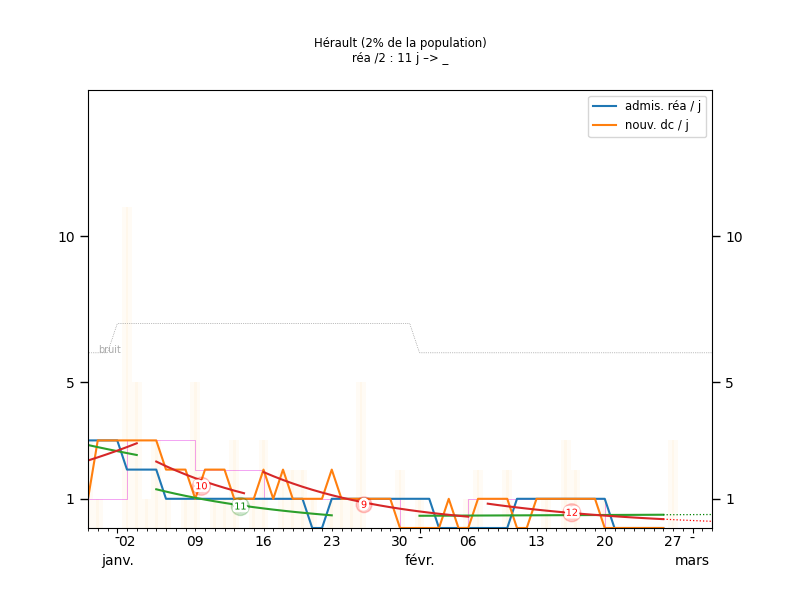 Hérault (2% de la population)
réa /2 : 11 j –> _
admis. réa / j
nouv. dc / j
10
10
bruit
5
5
10
11
9
12
1
1
02
09
16
23
30
06
13
20
27
janv.
févr.
mars